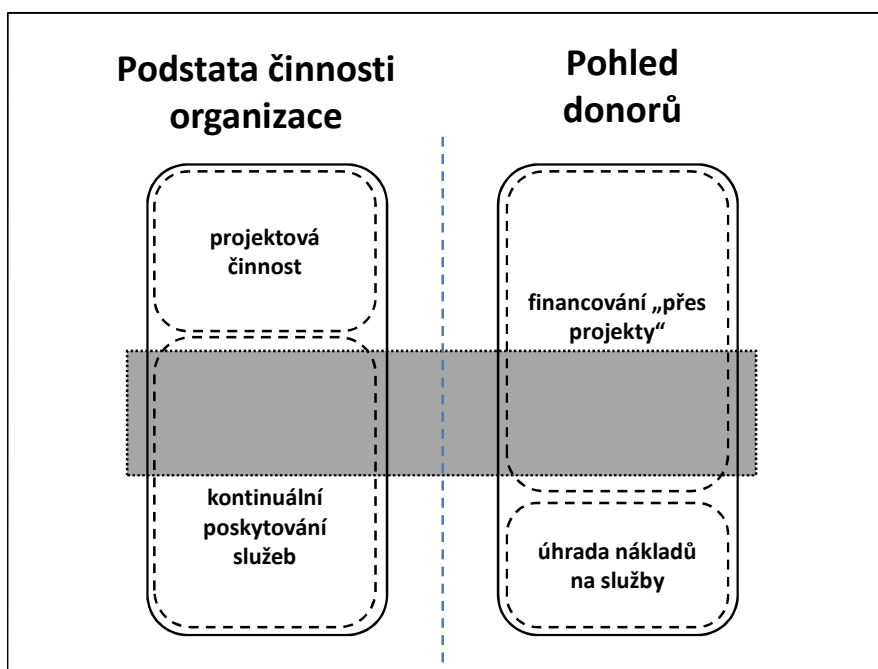 Podstata činnosti
organizace
Pohled
donorů
projektová
činnost
kontinuální
poskytování
služeb
financování „přes
projekty“
úhrada nákladů
na služby